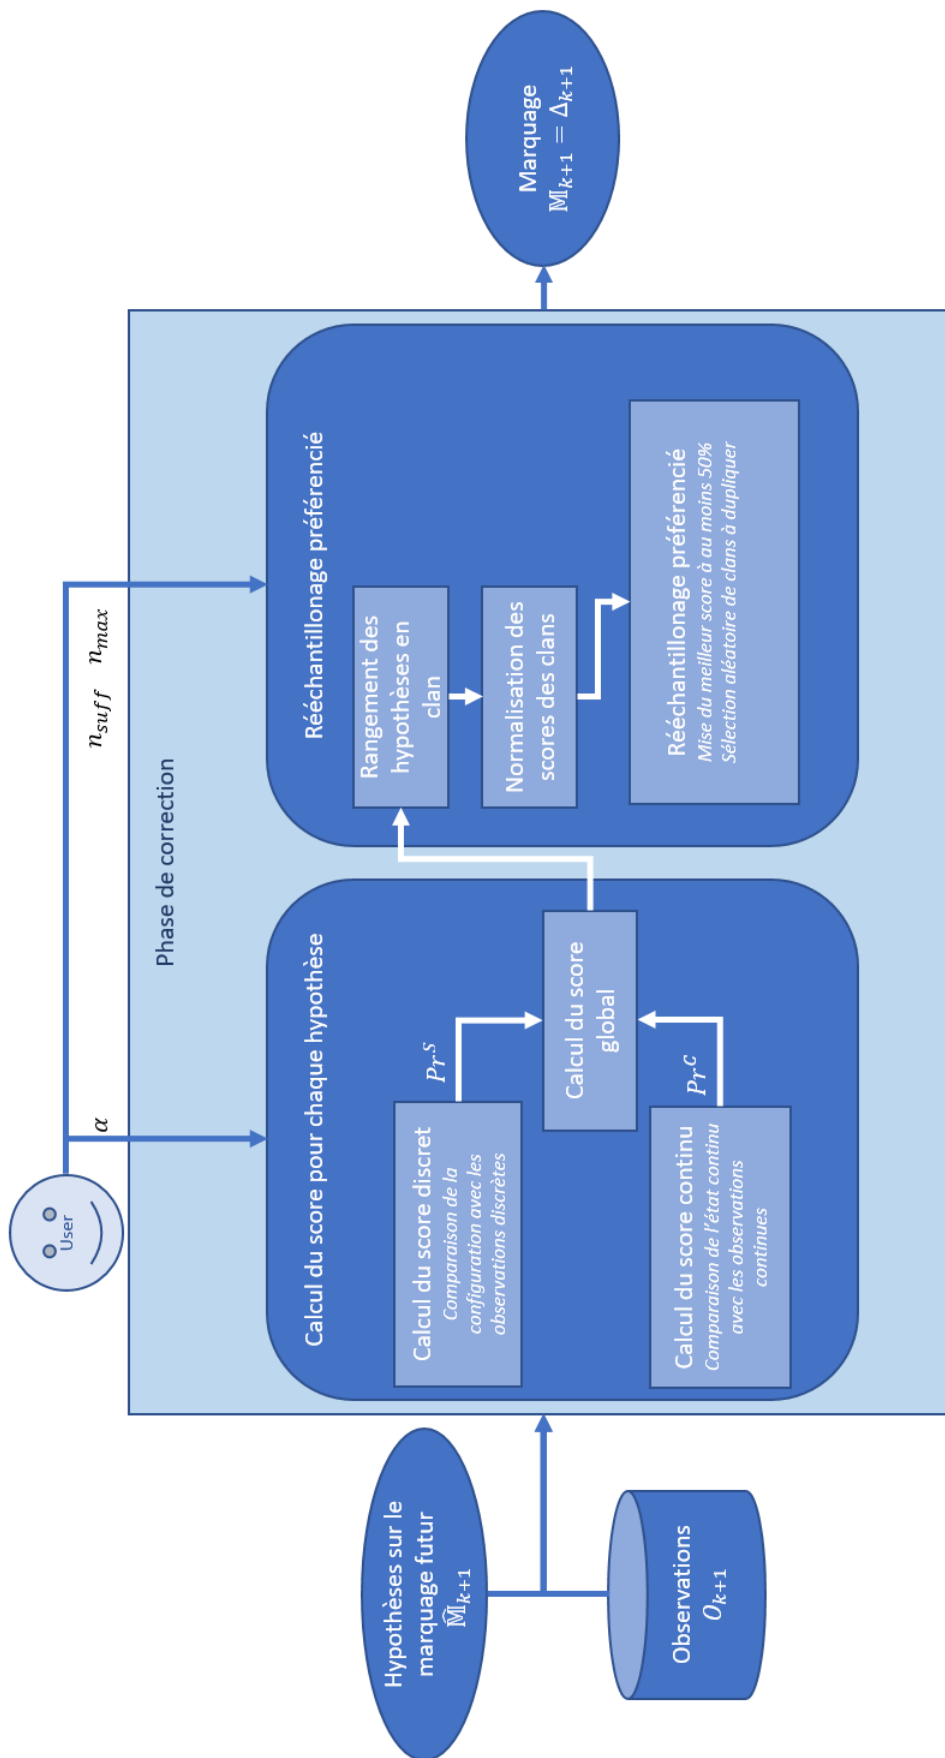 User
α
n_{suff} n_{max}
Phase de correction
Hypothèses sur le
marquage futur
\widehat{𝕄}_{k+1}
Observations
O_{k+1}
Calcul du score pour chaque hypothèse
Calcul du score discret
Comparaison de la
configuration avec les
observations discrètes
Pr^{S}
Calcul du score continu
Comparaison de l'état continu
avec les observations
continues
Pr^{C}
Calcul du score
global
Rééchantillonage préférencié
Rangement des
hypothèses en
clan
Normalisation des
scores des clans
Rééchantillonage préférencié
Mise du meilleur score à au moins 50%
Sélection aléatoire de clans à dupliquer
Marquage
𝕄_{k+1} = Δ_{k+1}